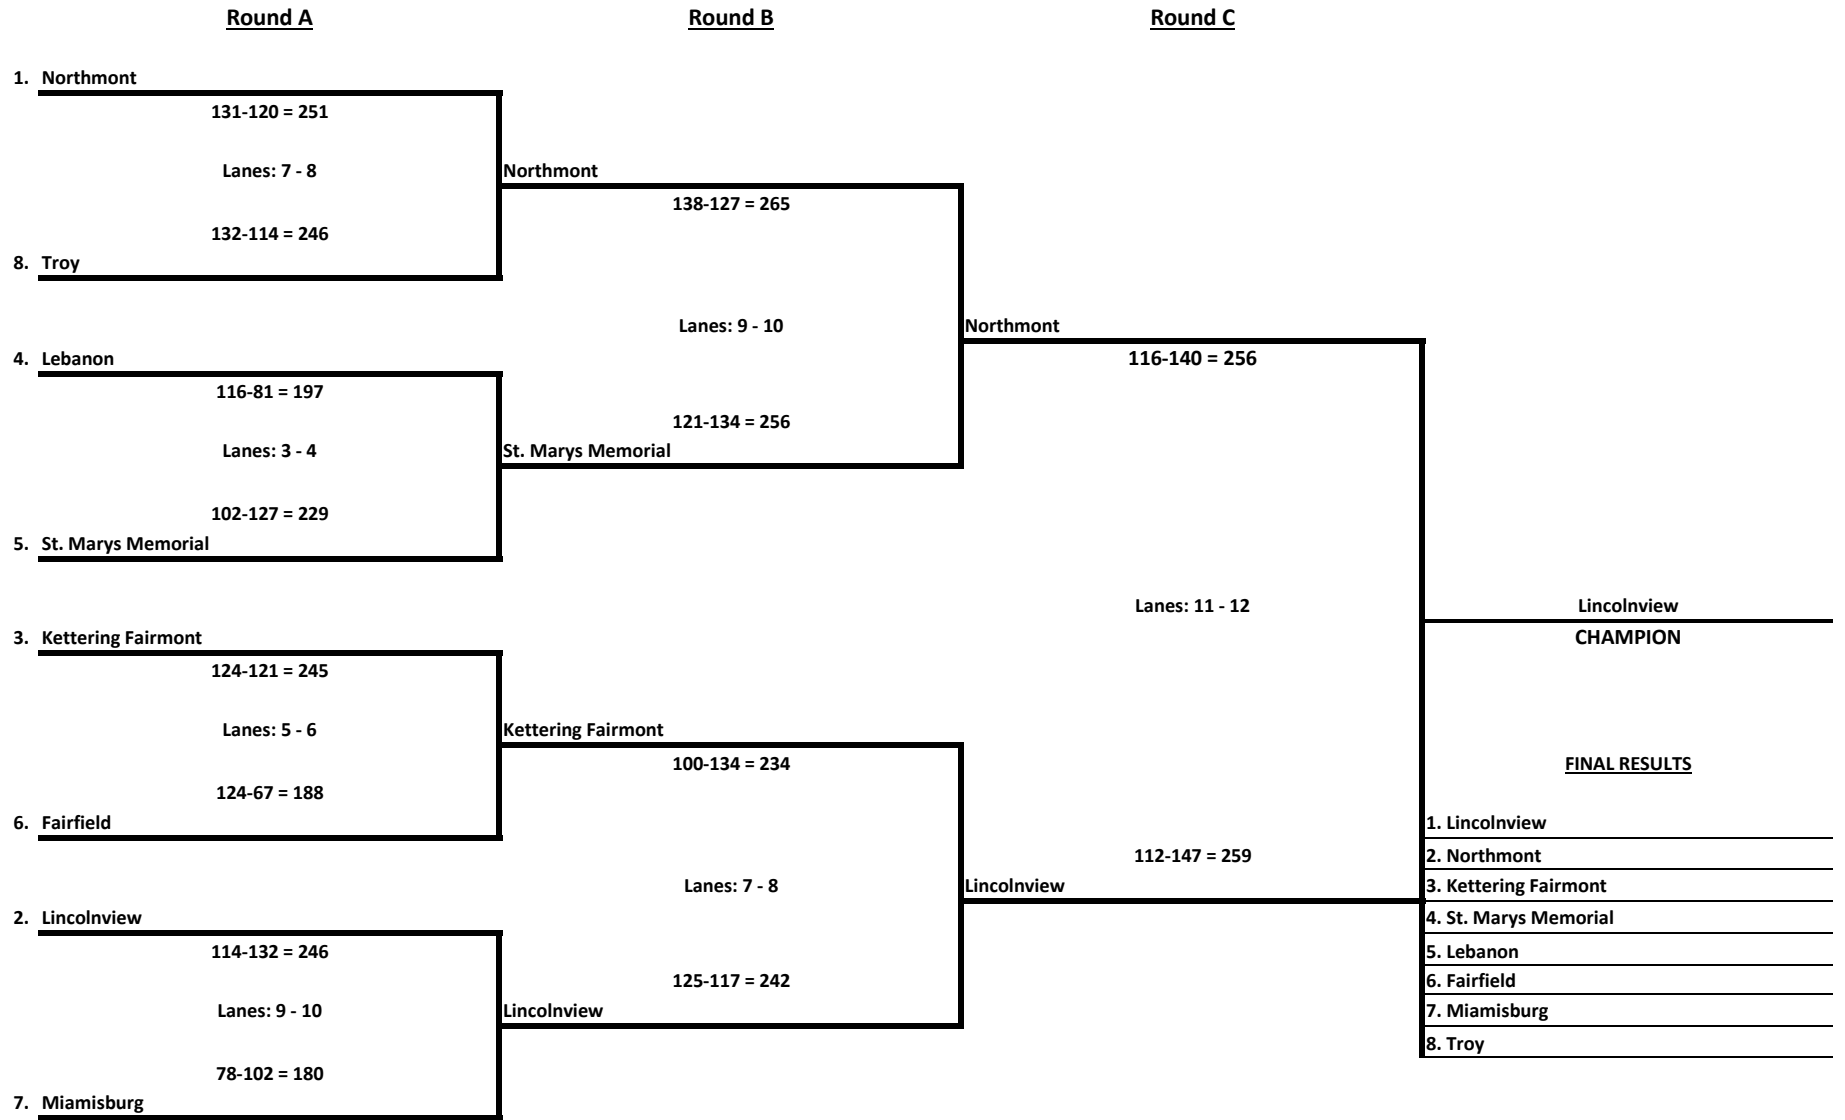 Round A
Round B
Round C
1. Northmont
131-120 = 251
Lanes: 7 - 8
132-114 = 246
8. Troy
4. Lebanon
116-81 = 197
Lanes: 3 - 4
102-127 = 229
5. St. Marys Memorial
3. Kettering Fairmont
124-121 = 245
Lanes: 5 - 6
124-67 = 188
6. Fairfield
2. Lincolnview
114-132 = 246
Lanes: 9 - 10
78-102 = 180
7. Miamisburg
Northmont
138-127 = 265
Lanes: 9 - 10
121-134 = 256
St. Marys Memorial
Kettering Fairmont
100-134 = 234
Lanes: 7 - 8
125-117 = 242
Lincolnview
Northmont
116-140 = 256
Lanes: 11 - 12
112-147 = 259
Lincolnview
Lincolnview
CHAMPION
FINAL RESULTS
1. Lincolnview
2. Northmont
3. Kettering Fairmont
4. St. Marys Memorial
5. Lebanon
6. Fairfield
7. Miamisburg
8. Troy